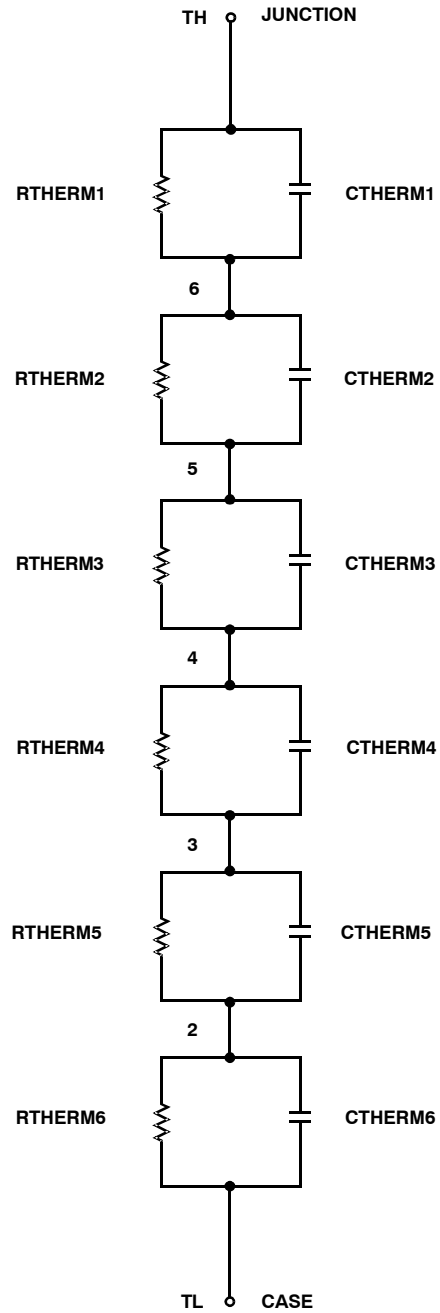 TH JUNCTION
RTHERM1 CTHERM1
6
RTHERM2 CTHERM2
5
RTHERM3 CTHERM3
4
RTHERM4 CTHERM4
3
RTHERM5 CTHERM5
2
RTHERM6 CTHERM6
TL CASE